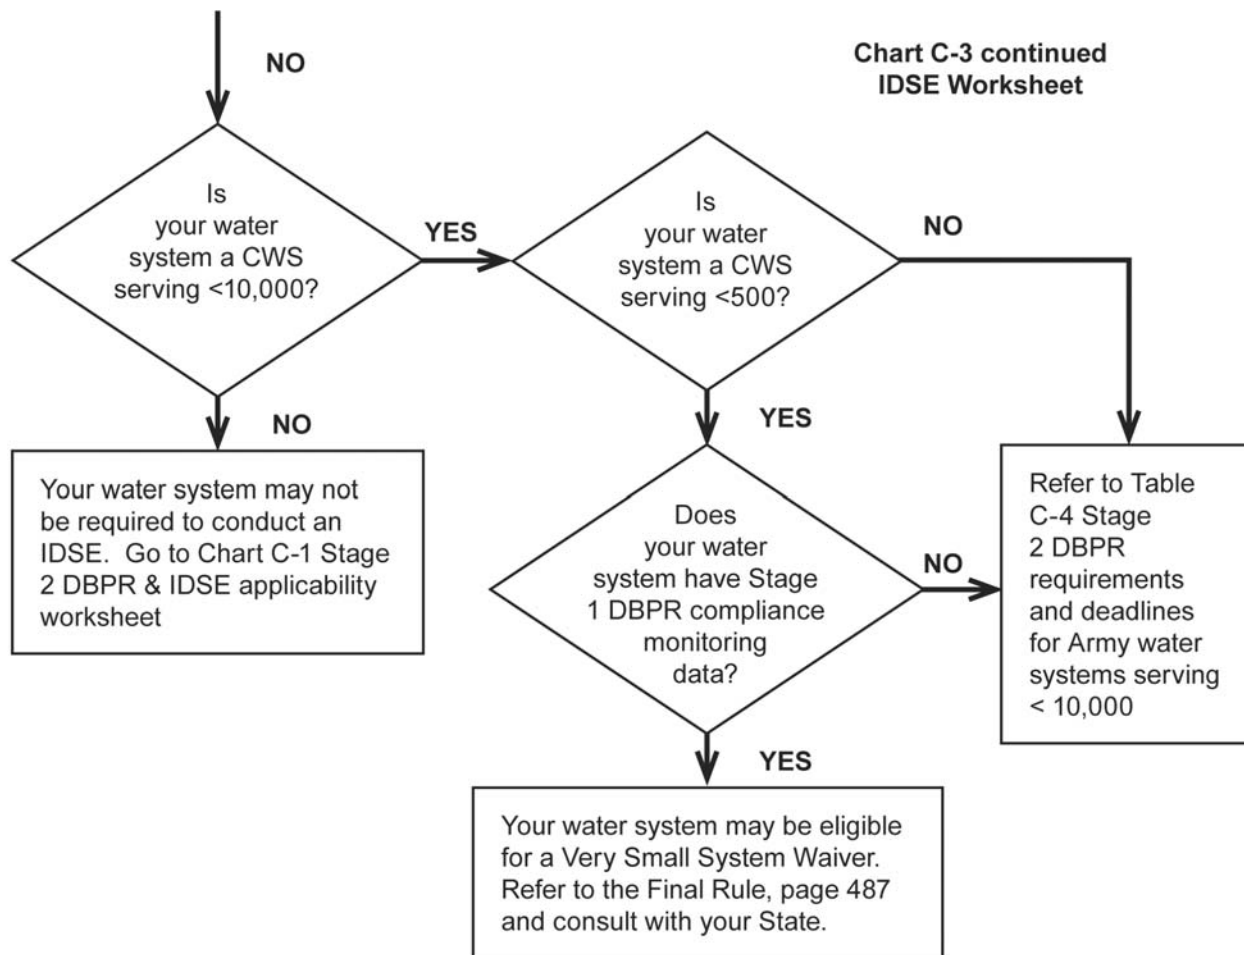 NO
Chart C-3 continued
IDSE Worksheet
Is
your water
system a CWS
serving <10,000?
YES
Is
your water
system a CWS
serving <500?
NO
NO
Your water system may not
be required to conduct an
IDSE.  Go to Chart C-1 Stage
2 DBPR & IDSE applicability
worksheet
YES
Does
your water
system have Stage
1 DBPR compliance
monitoring
data?
NO
Refer to Table
C-4 Stage
2 DBPR
requirements
and deadlines
for Army water
systems serving
< 10,000
YES
Your water system may be eligible
for a Very Small System Waiver.
Refer to the Final Rule, page 487
and consult with your State.